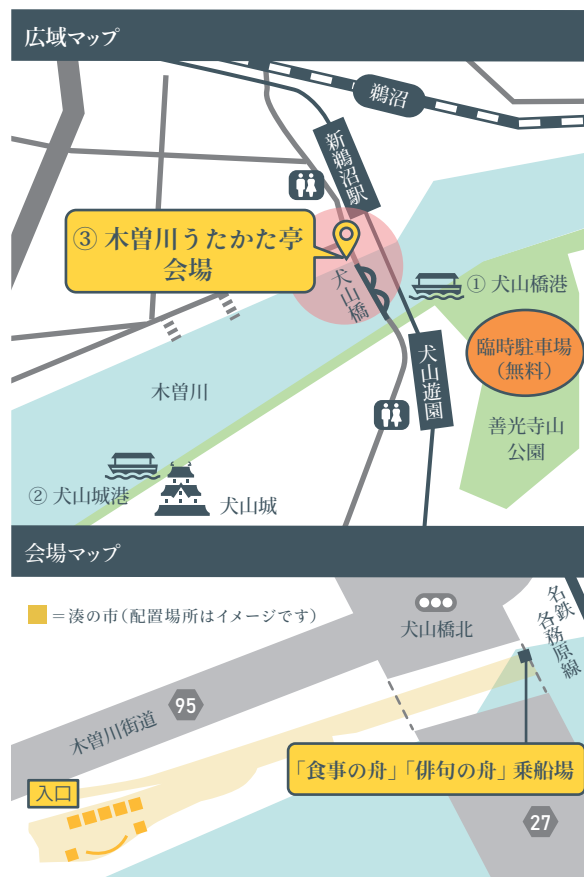 広域マップ
鵜沼
新鵜沼駅
③ 木曽川うたかた亭
会場
犬山橋
① 犬山橋港
臨時駐車場
（無料）
犬山遊園
木曽川
善光寺山
公園
② 犬山城港
犬山城
会場マップ
＝湊の市（配置場所はイメージです）
名鉄
各務原線
犬山橋北
95
木曽川街道
「食事の舟」「俳句の舟」乗船場
入口
27